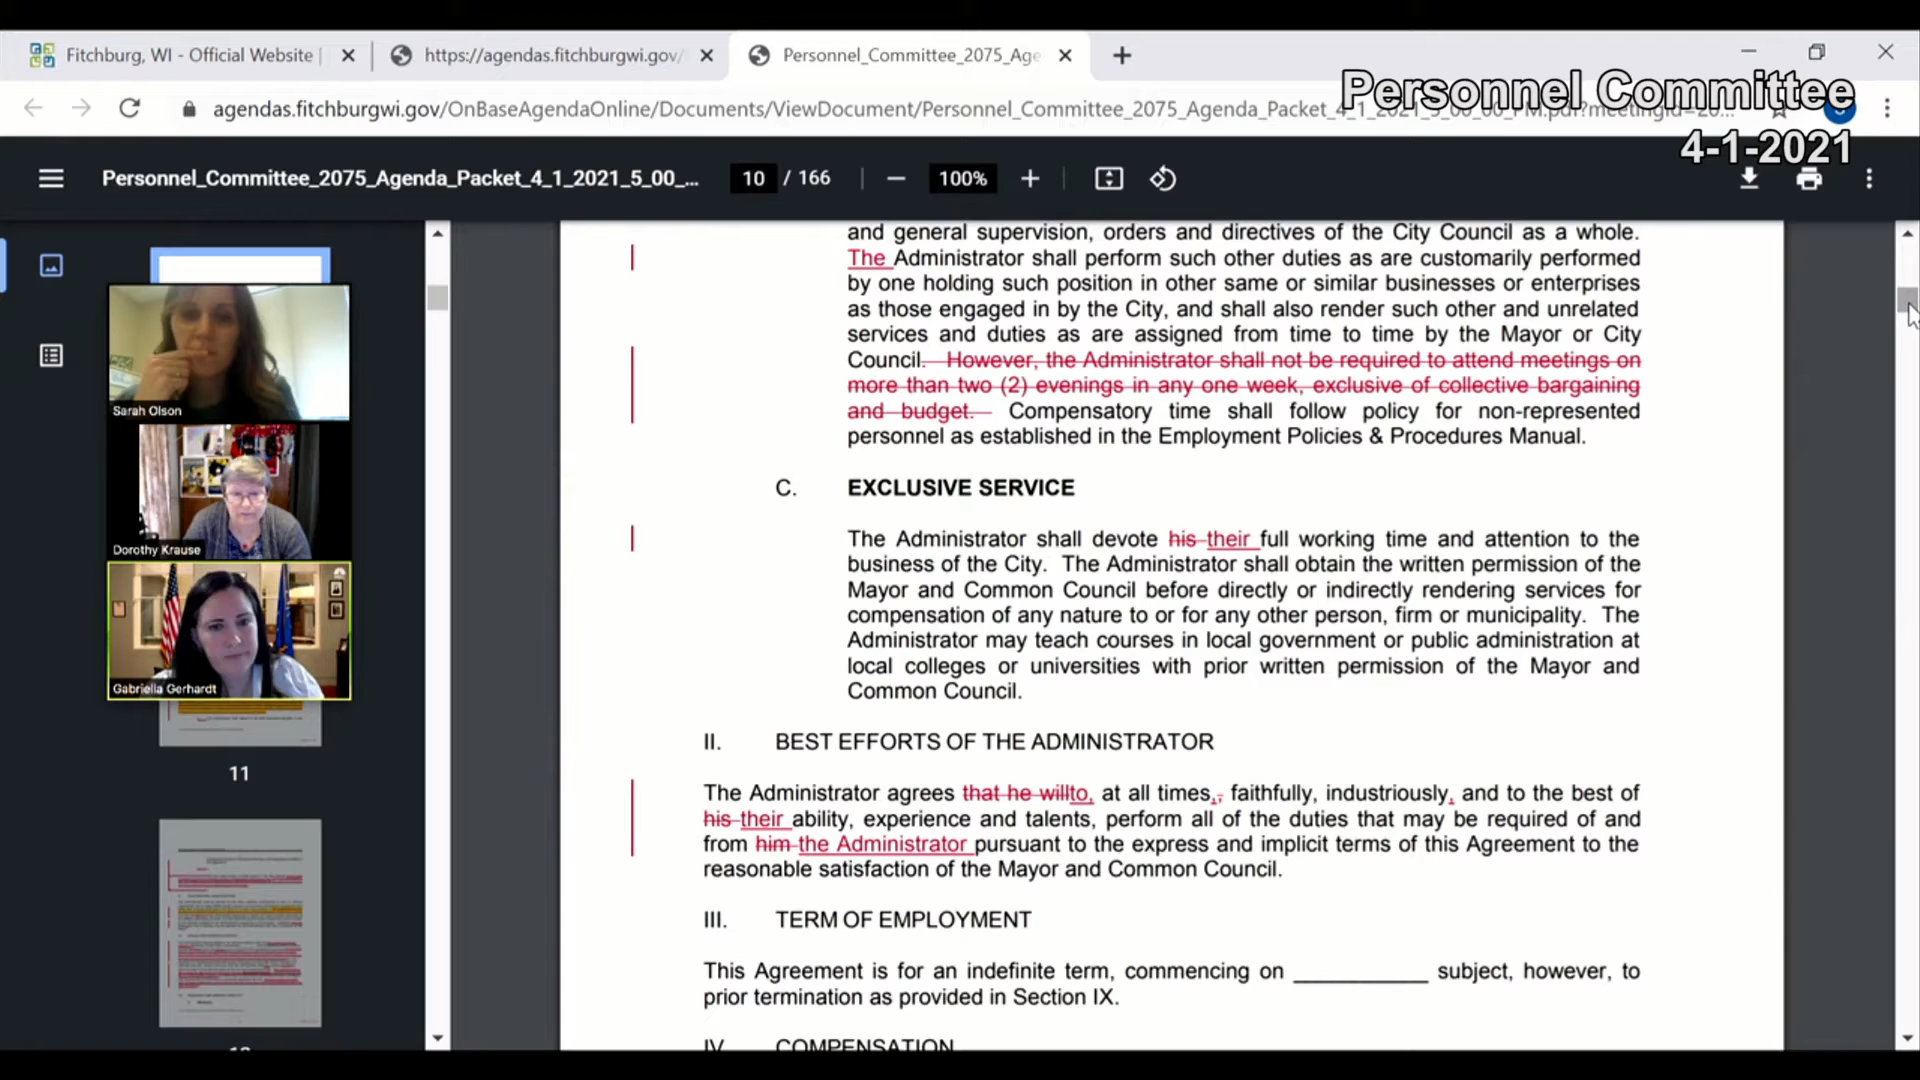 Fitchburg, WI - Official Website |
https://agendas.fitchburgwi.gov/
Personnel_Committee_2075_Age
Personnel Committee
4-1-2021
agendas.fitchburgwi.gov/OnBaseAgendaOnline/Documents/ViewDocument/Personnel_Committee_2075_Agenda_Packet_4_1_2021_5_00_00_PM.pdf?meetingId=20...
Personnel_Committee_2075_Agenda_Packet_4_1_2021_5_00_...
10 / 166
100%
Sarah Olson
Dorothy Krause
Gabriella Gerhardt
11
and general supervision, orders and directives of the City Council as a whole.
The Administrator shall perform such other duties as are customarily performed
by one holding such position in other same or similar businesses or enterprises
as those engaged in by the City, and shall also render such other and unrelated
services and duties as are assigned from time to time by the Mayor or City
Council. However, the Administrator shall not be required to attend meetings on
more than two (2) evenings in any one week, exclusive of collective bargaining
and budget. Compensatory time shall follow policy for non-represented
personnel as established in the Employment Policies & Procedures Manual.
C. EXCLUSIVE SERVICE
The Administrator shall devote his their full working time and attention to the
business of the City. The Administrator shall obtain the written permission of the
Mayor and Common Council before directly or indirectly rendering services for
compensation of any nature to or for any other person, firm or municipality. The
Administrator may teach courses in local government or public administration at
local colleges or universities with prior written permission of the Mayor and
Common Council.
II. BEST EFFORTS OF THE ADMINISTRATOR
The Administrator agrees that he willto, at all times,, faithfully, industriously, and to the best of
his their ability, experience and talents, perform all of the duties that may be required of and
from him the Administrator pursuant to the express and implicit terms of this Agreement to the
reasonable satisfaction of the Mayor and Common Council.
III. TERM OF EMPLOYMENT
This Agreement is for an indefinite term, commencing on ___________ subject, however, to
prior termination as provided in Section IX.
IV. COMPENSATION